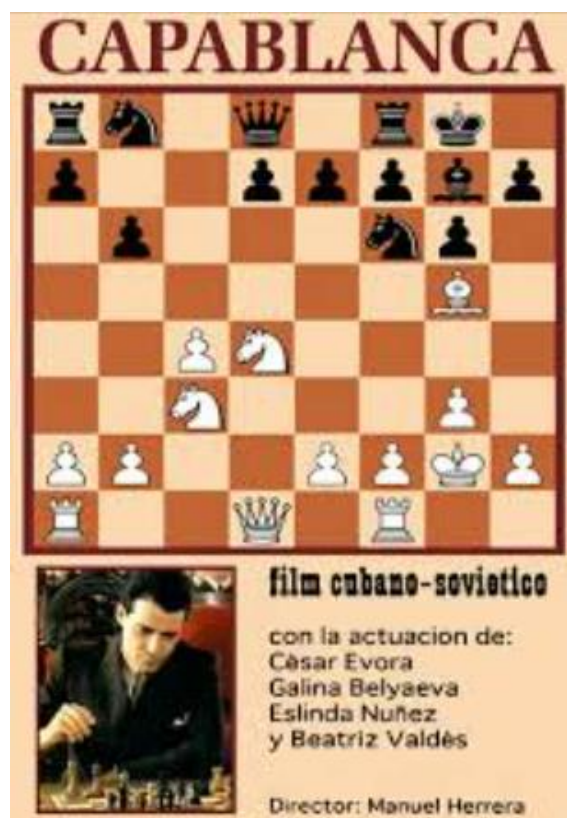 CAPABLANCA
film cubano-sovietico
con la actuacion de:
Cèsar Evora
Galina Belyaeva
Eslinda Nuñez
y Beatriz Valdès
Director: Manuel Herrera